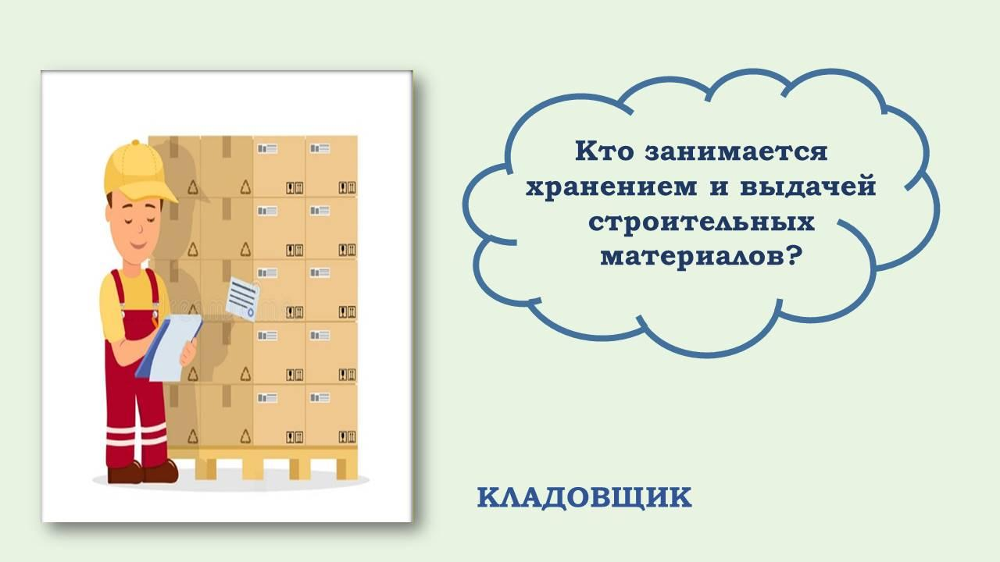 Кто занимается
хранением и выдачей
строительных
материалов?
КЛАДОВЩИК